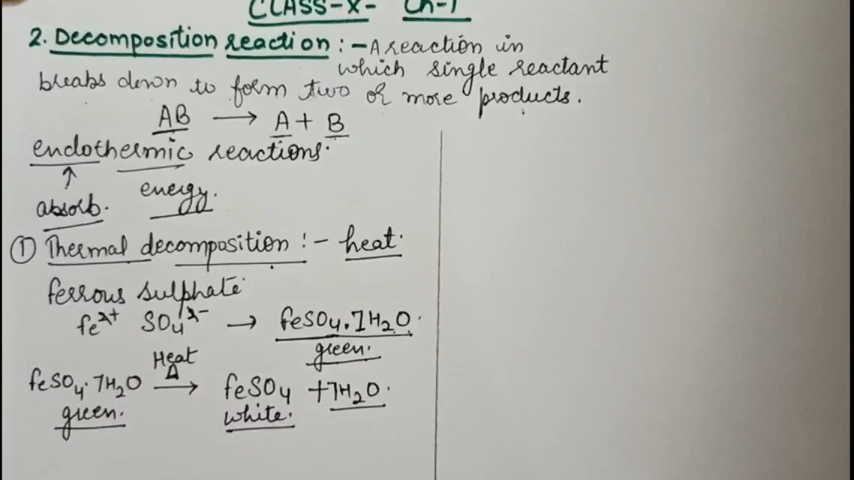 CLASS-X- Ch-1
2. Decomposition reaction :- A reaction in
which single reactant
breaks down to form two or more products.
AB → A + B
endothermic reactions.
↑
absorb. energy.
① Thermal decomposition :- heat.
ferrous sulphate
fe²⁺ SO₄²⁻ → feSO₄.7H₂O.
green.
Heat
Δ
feSO₄.7H₂O → feSO₄ + 7H₂O.
green. white.